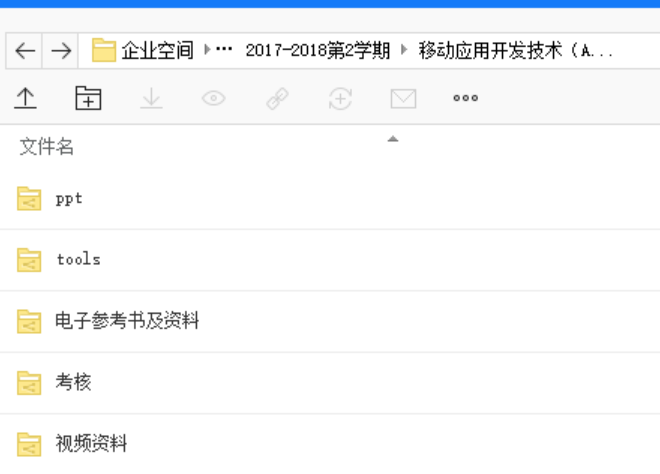 企业空间 ··· 2017-2018第2学期 移动应用开发技术（A...
文件名
ppt
tools
电子参考书及资料
考核
视频资料